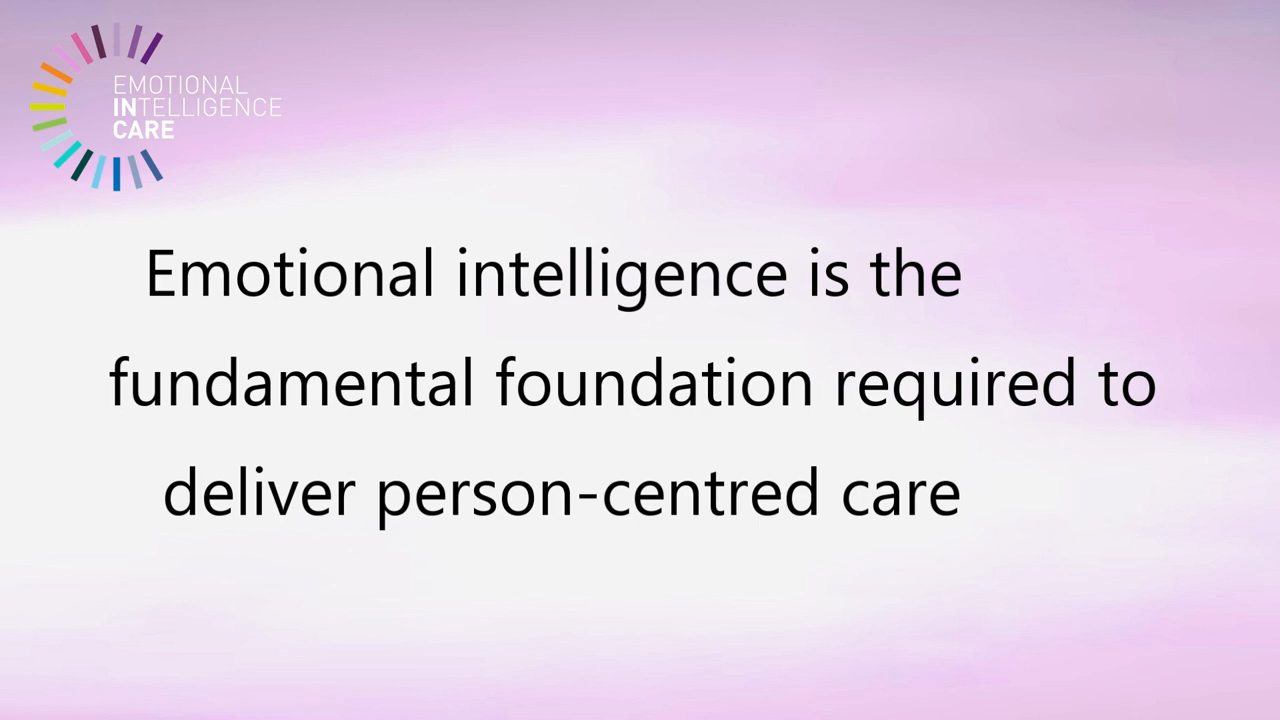 EMOTIONAL
INTELLIGENCE
CARE
Emotional intelligence is the
fundamental foundation required to
deliver person-centred care